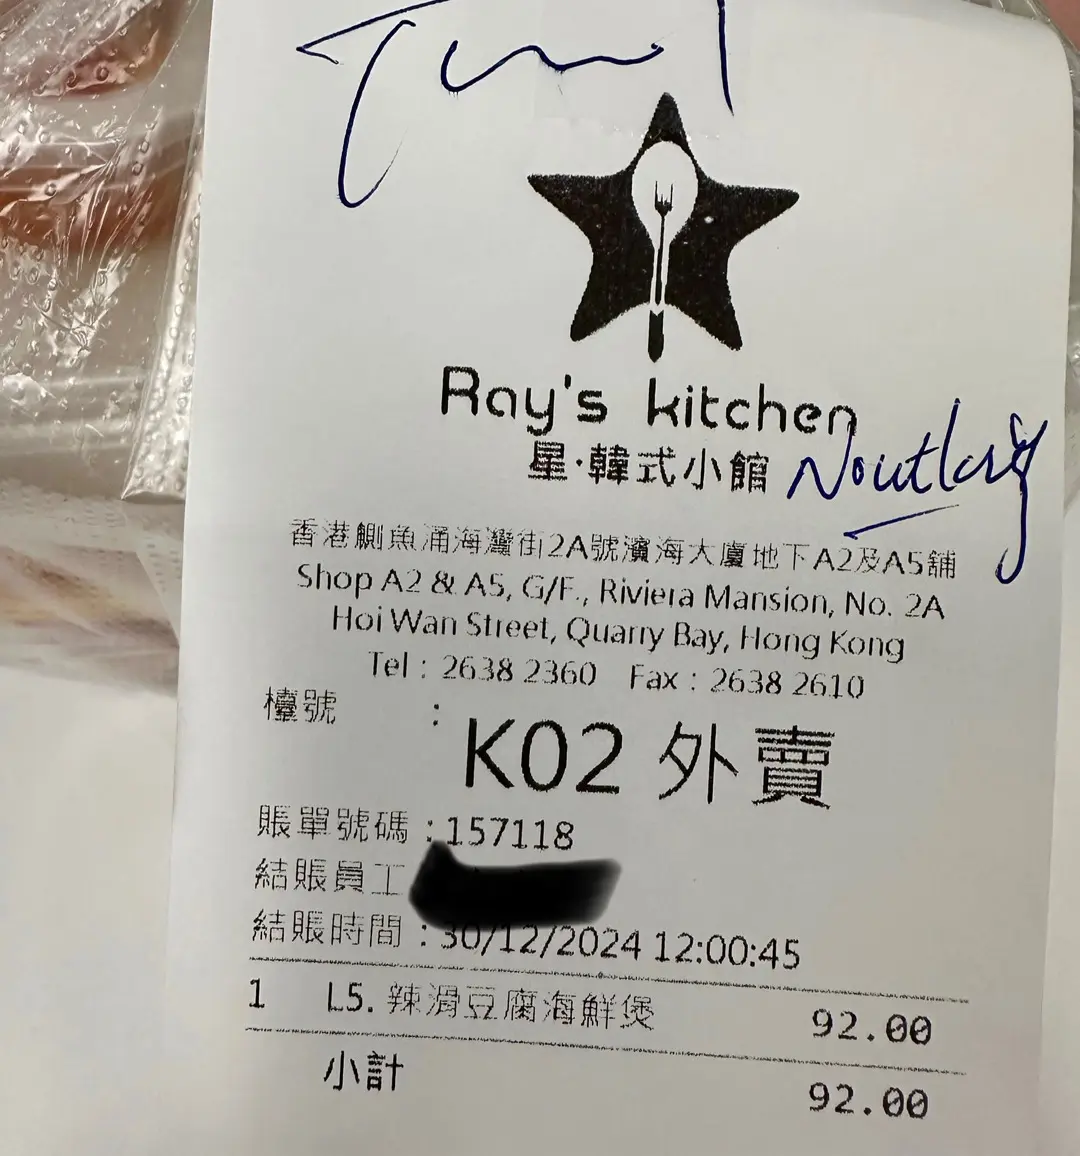 Ray's kitchen
星·韓式小館
No utlery
香港鰂魚涌海灣街2A號濱海大廈地下A2及A5舖
Shop A2 & A5, G/F., Riviera Mansion, No. 2A
Hoi Wan Street, Quarry Bay, Hong Kong
Tel : 2638 2360 Fax : 2638 2610
檯號 :
K02 外賣
賬單號碼 : 157118
結賬員工
結賬時間 : 30/12/2024 12:00:45
1 L5. 辣滑豆腐海鮮煲 92.00
小計 92.00